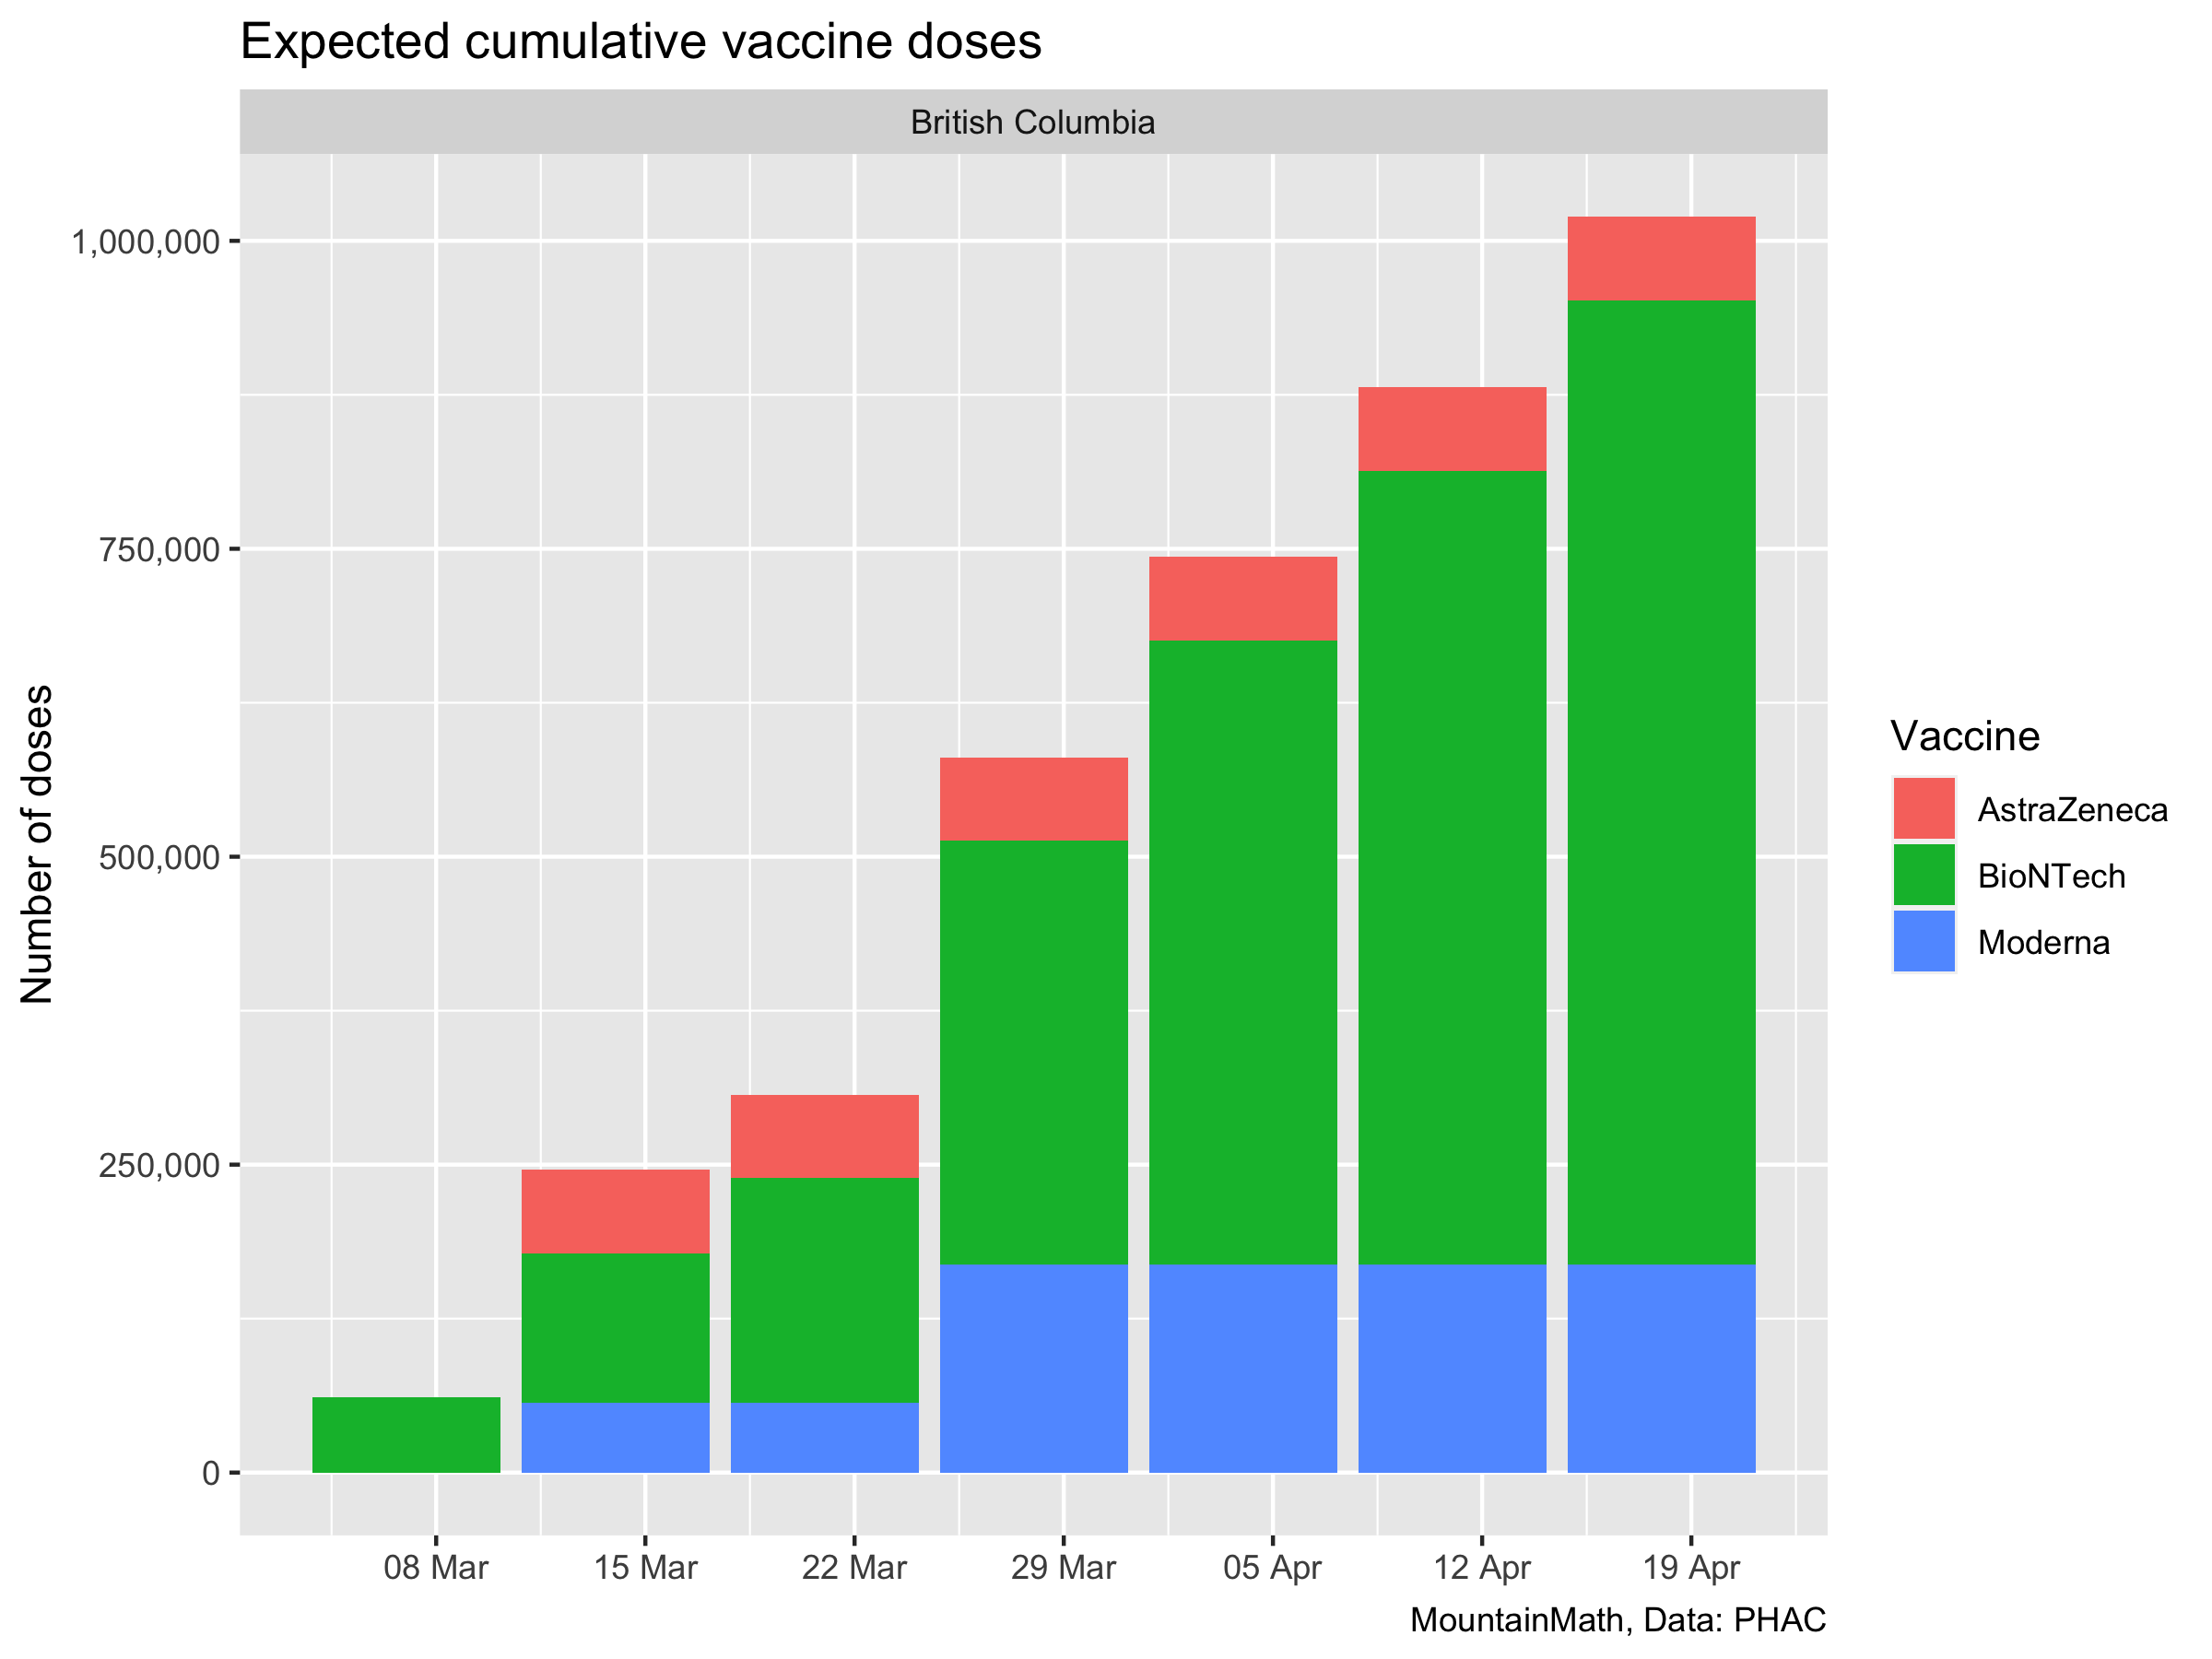 Expected cumulative vaccine doses
British Columbia
1,000,000
750,000
500,000
250,000
0
Number of doses
08 Mar
15 Mar
22 Mar
29 Mar
05 Apr
12 Apr
19 Apr
Vaccine
AstraZeneca
BioNTech
Moderna
MountainMath, Data: PHAC